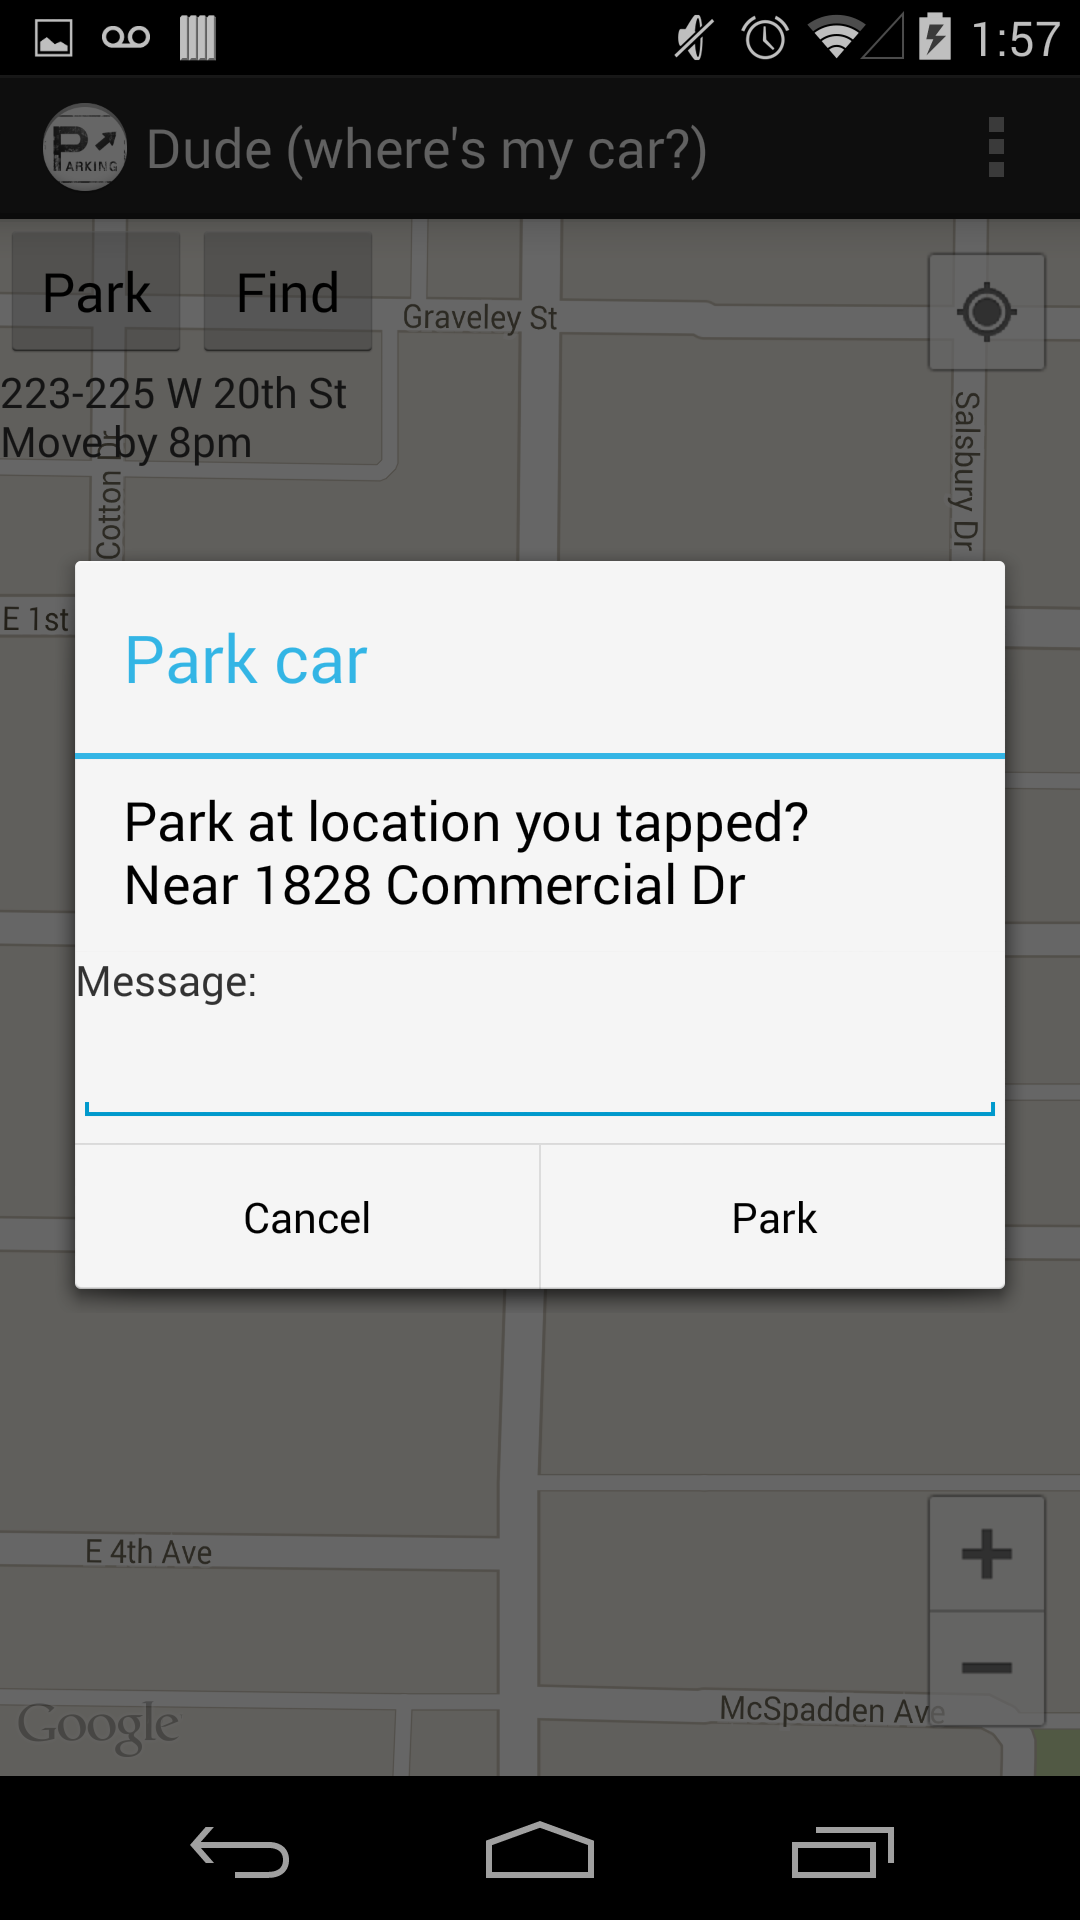 1:57
P
ARKING
Dude (where's my car?)
Park
Find
Graveley St
223-225 W 20th St
Move by 8pm
Cotton Dr
Salsbury Dr
E 1st
Park car
Park at location you tapped?
Near 1828 Commercial Dr
Message:
Cancel
Park
E 4th Ave
McSpadden Ave
Google